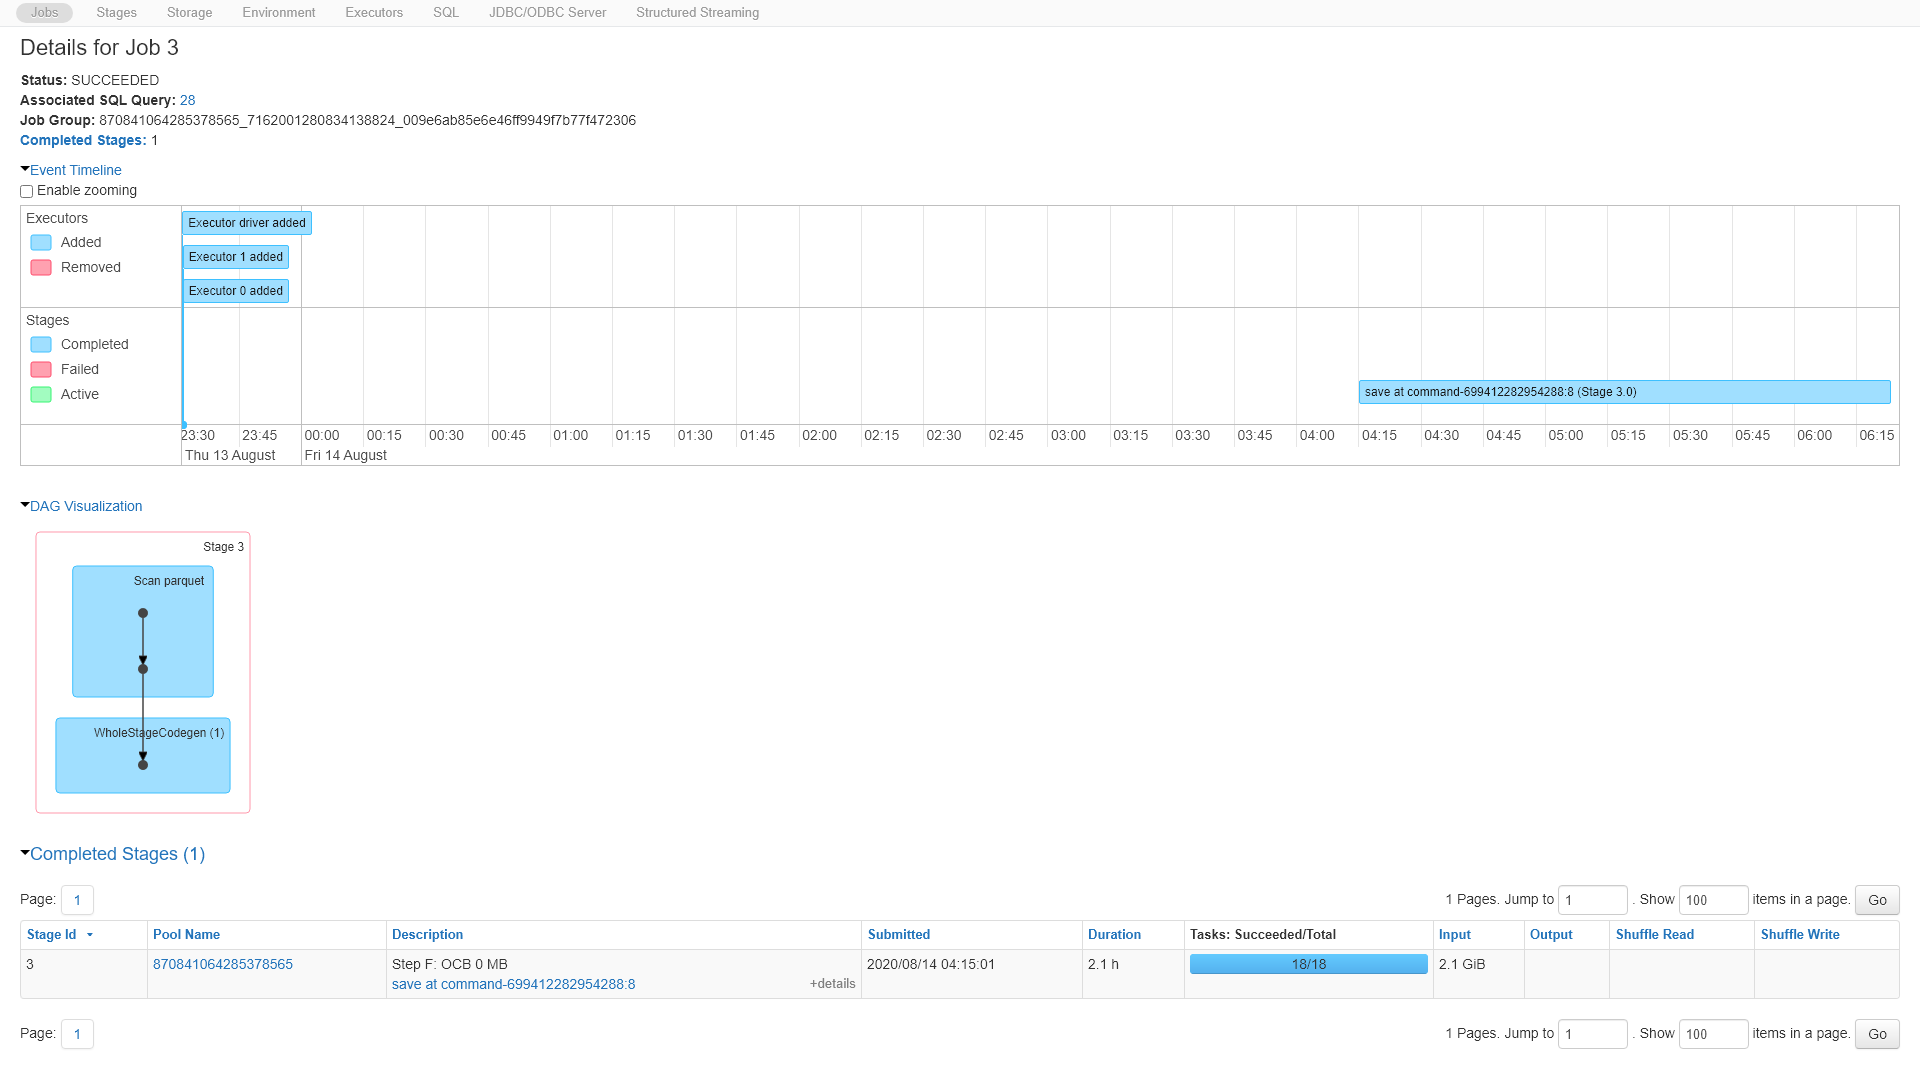 Jobs Stages Storage Environment Executors SQL JDBC/ODBC Server Structured Streaming
Details for Job 3
Status: SUCCEEDED
Associated SQL Query: 28
Job Group: 870841064285378565_7162001280834138824_009e6ab85e6e46ff9949f7b77f472306
Completed Stages: 1
Event Timeline
Enable zooming
Executors
Added
Removed
Executor driver added
Executor 1 added
Executor 0 added
Stages
Completed
Failed
Active
save at command-699412282954288:8 (Stage 3.0)
23:30 23:45 00:00 00:15 00:30 00:45 01:00 01:15 01:30 01:45 02:00 02:15 02:30 02:45 03:00 03:15 03:30 03:45 04:00 04:15 04:30 04:45 05:00 05:15 05:30 05:45 06:00 06:15
Thu 13 August Fri 14 August
DAG Visualization
Stage 3
Scan parquet
WholeStageCodegen (1)
Completed Stages (1)
Page: 1 1 Pages. Jump to 1 . Show 100 items in a page. Go
Stage Id Pool Name Description Submitted Duration Tasks: Succeeded/Total Input Output Shuffle Read Shuffle Write
3 870841064285378565 Step F: OCB 0 MB 2020/08/14 04:15:01 2.1 h 18/18 2.1 GiB
save at command-699412282954288:8 +details
Page: 1 1 Pages. Jump to 1 . Show 100 items in a page. Go